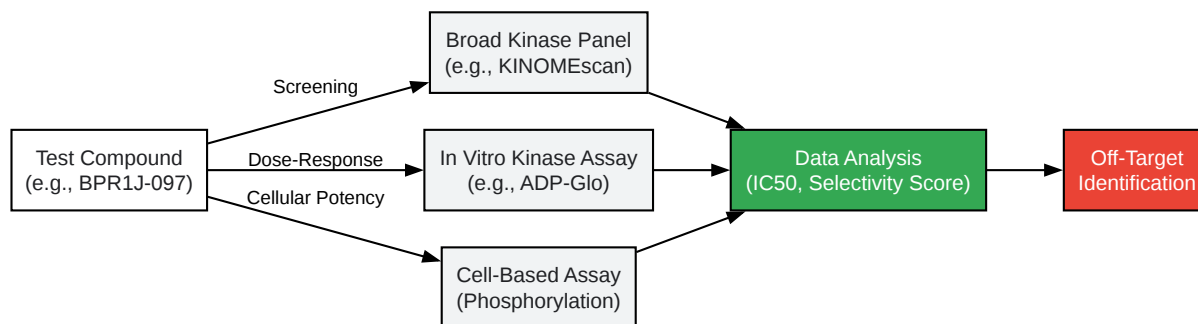 Broad Kinase Panel
(e.g., KINOMEscan)
Screening
Test Compound
(e.g., BPR1J-097)
Dose-Response
In Vitro Kinase Assay
(e.g., ADP-Glo)
Data Analysis
(IC50, Selectivity Score)
Off-Target
Identification
Cellular Potency
Cell-Based Assay
(Phosphorylation)